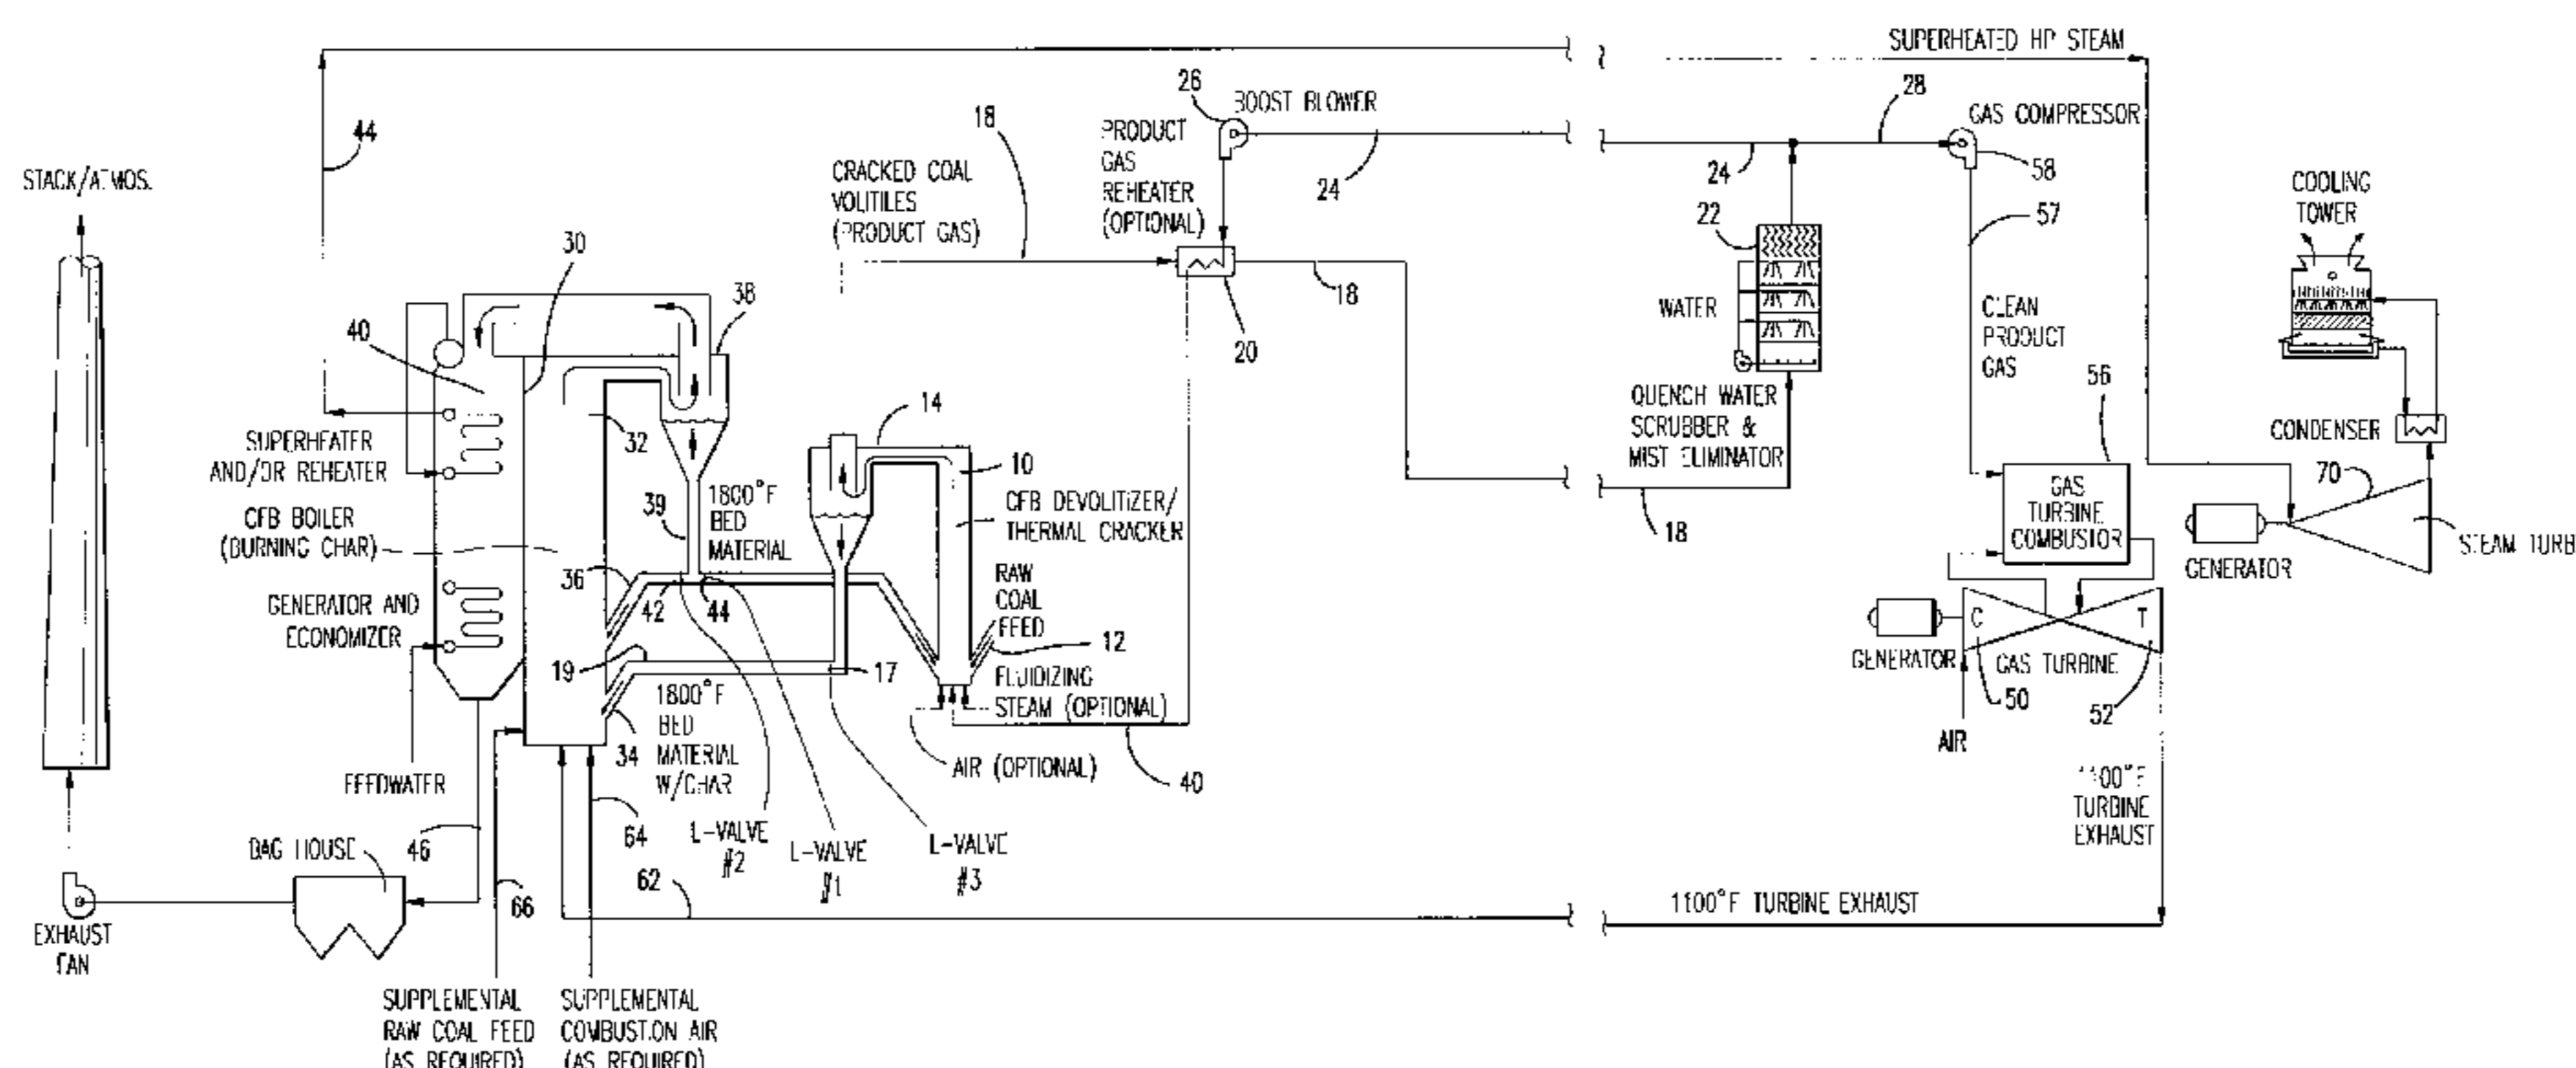 SUPERHEATED HP STEAM
44
STACK/ATMOS.
26
BOOST BLOWER
18
PRODUCT
GAS
REHEATER
(OPTIONAL)
CRACKED COAL
VOLITILES
(PRODUCT GAS)
24
24
28
GAS COMPRESSOR
58
57
22
COOLING
TOWER
30
38
40
18
20
WATER
CLEAN
PRODUCT
GAS
56
QUENCH WATER
SCRUBBER &
MIST ELIMINATOR
CONDENSER
70
14
32
10
SUPERHEATER
AND/OR REHEATER
1800°F
BED
MATERIAL
39
CFB DEVOLITIZER/
THERMAL CRACKER
CFB BOILER
(BURNING CHAR)
18
GAS
TURBINE
COMBUSTOR
GENERATOR
STEAM TURB
36
42
44
RAW
COAL
FEED
12
GENERATOR AND
ECONOMIZER
19
17
C
T
GENERATOR
GAS TURBINE
50
52
AIR
FLUIDIZING
STEAM (OPTIONAL)
1800°F
BED
MATERIAL
W/CHAR
34
AIR (OPTIONAL)
40
FEEDWATER
1100°F
TURBINE
EXHAUST
46
BAG HOUSE
64
L-VALVE
#2
L-VALVE
#1
L-VALVE
#3
62
66
1100°F TURBINE EXHAUST
EXHAUST
FAN
SUPPLEMENTAL
RAW COAL FEED
(AS REQUIRED)
SUPPLEMENTAL
COMBUSTION AIR
(AS REQUIRED)